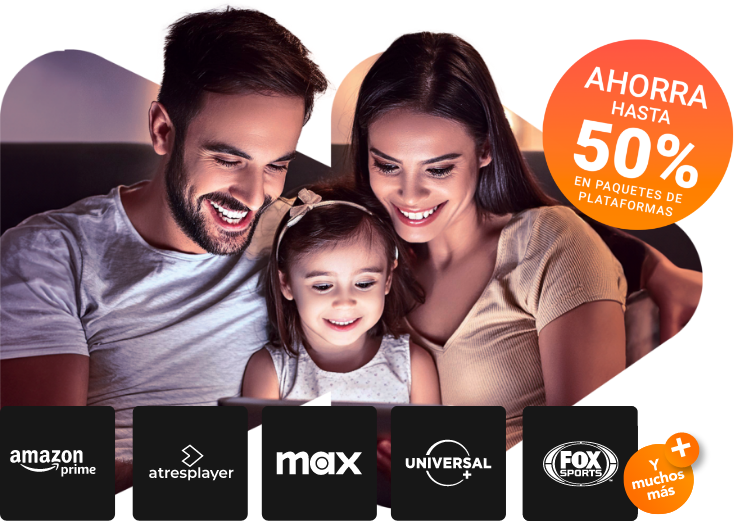 AHORRA
HASTA
50%
EN PAQUETES DE
PLATAFORMAS
amazon
prime
atresplayer
max
UNIVERSAL
+
FOX
SPORTS
+
Y
muchos
más